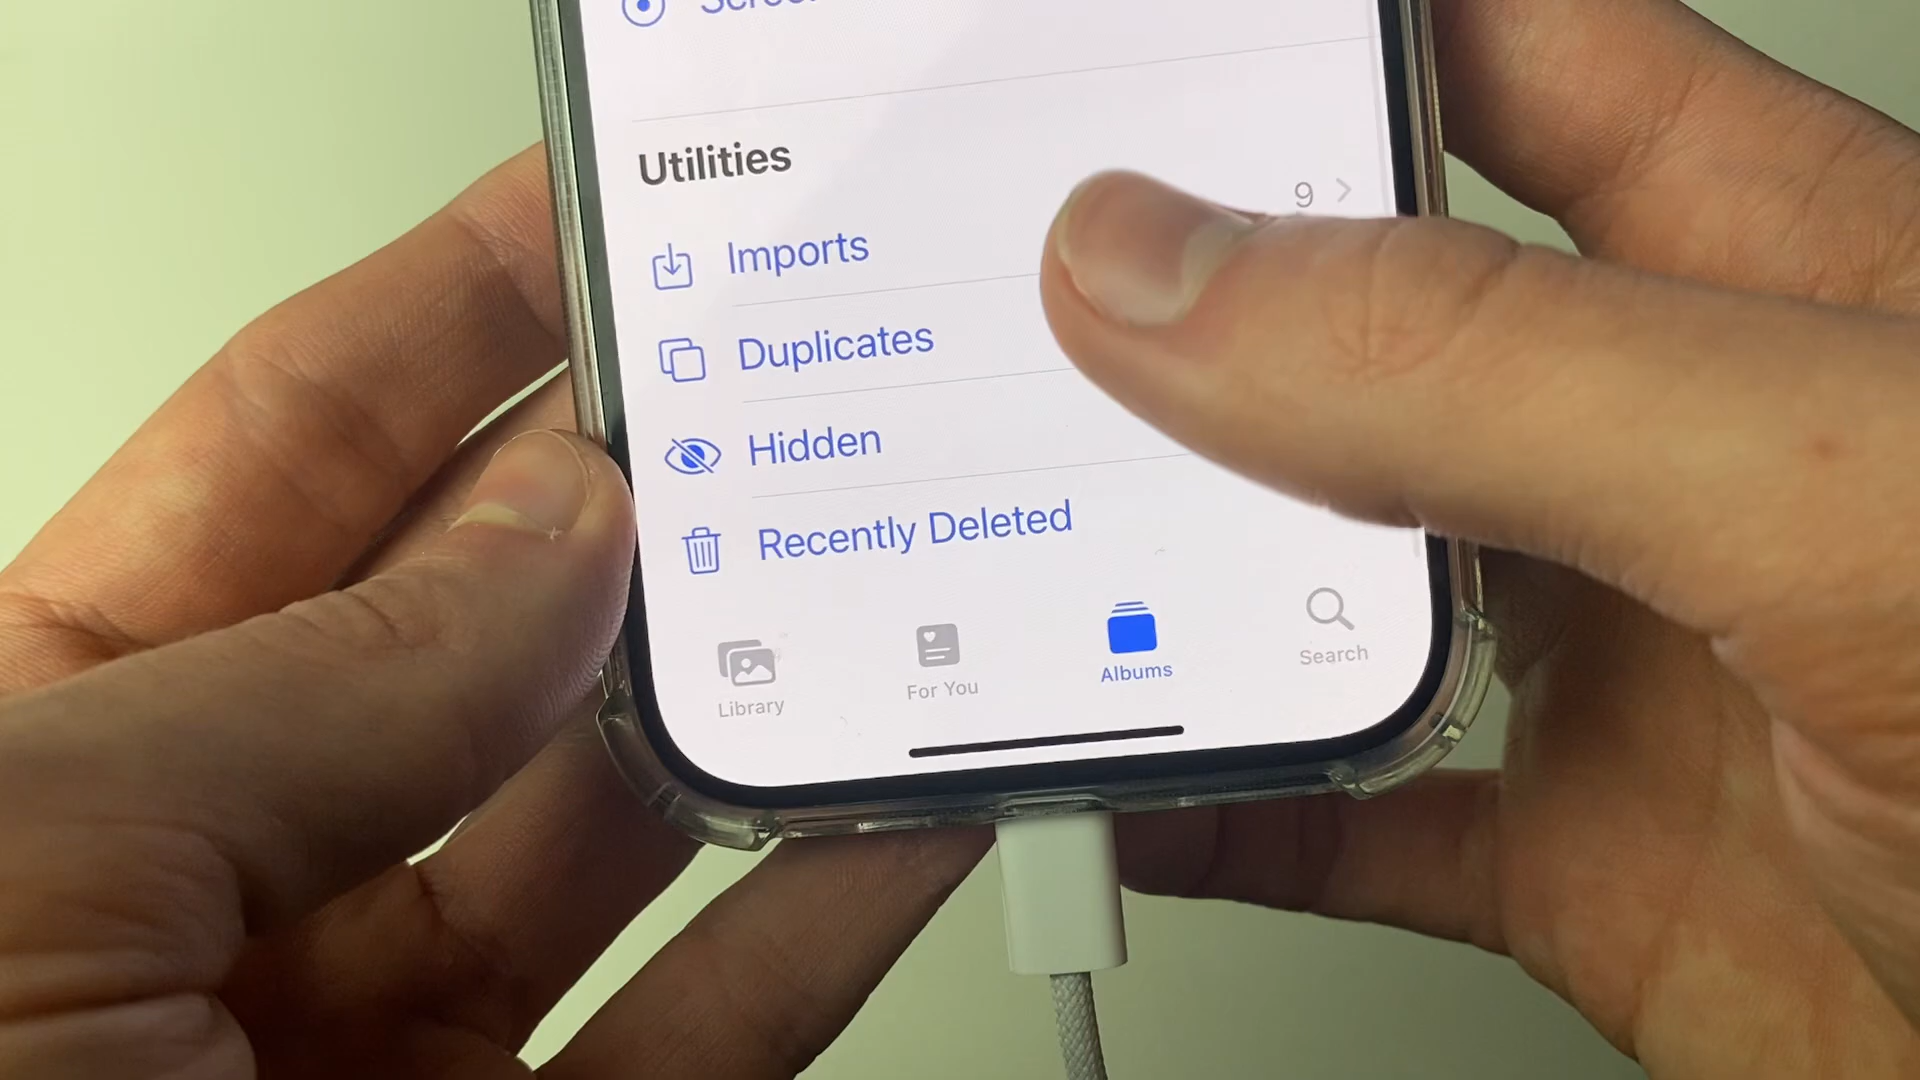 Utilities
Imports 9
Duplicates
Hidden
Recently Deleted
Library
For You
Albums
Search